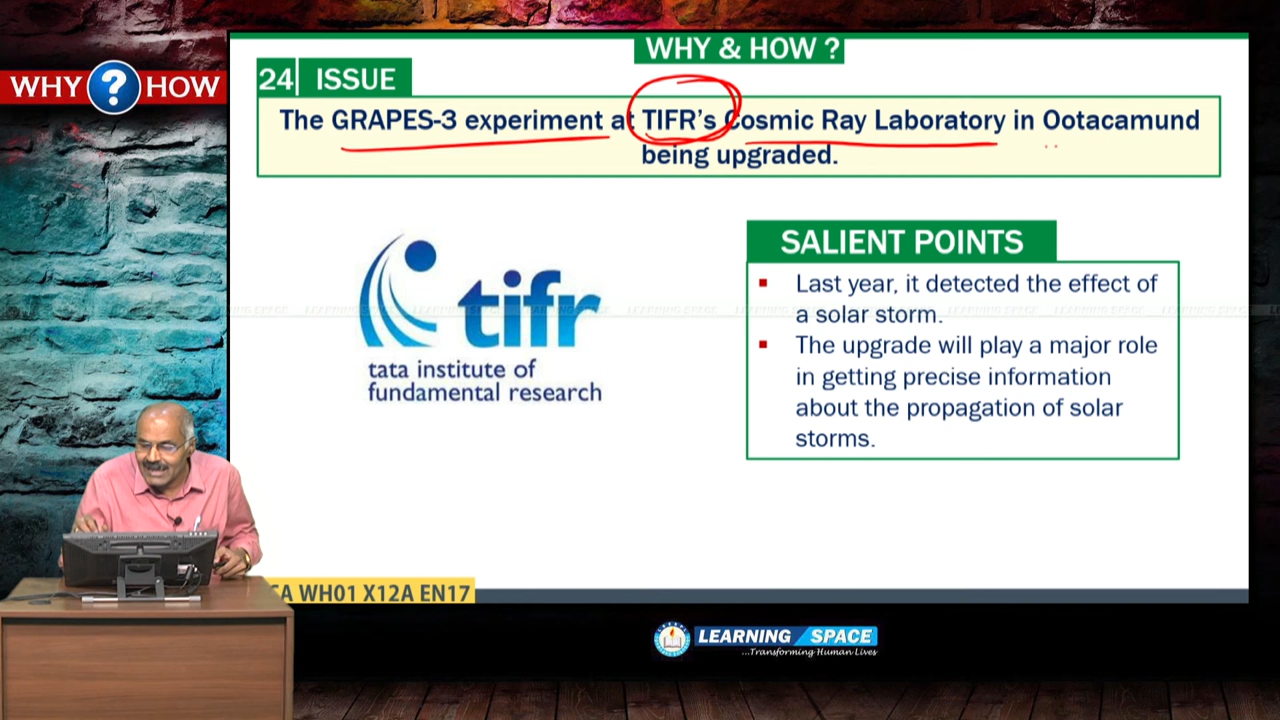 WHY ? HOW
WHY & HOW ?
24 ISSUE
The GRAPES-3 experiment at TIFR's Cosmic Ray Laboratory in Ootacamund
being upgraded.
tifr
tata institute of
fundamental research
SALIENT POINTS
Last year, it detected the effect of
a solar storm.
The upgrade will play a major role
in getting precise information
about the propagation of solar
storms.
CA WH01 X12A EN17
LEARNING SPACE
...Transforming Human Lives